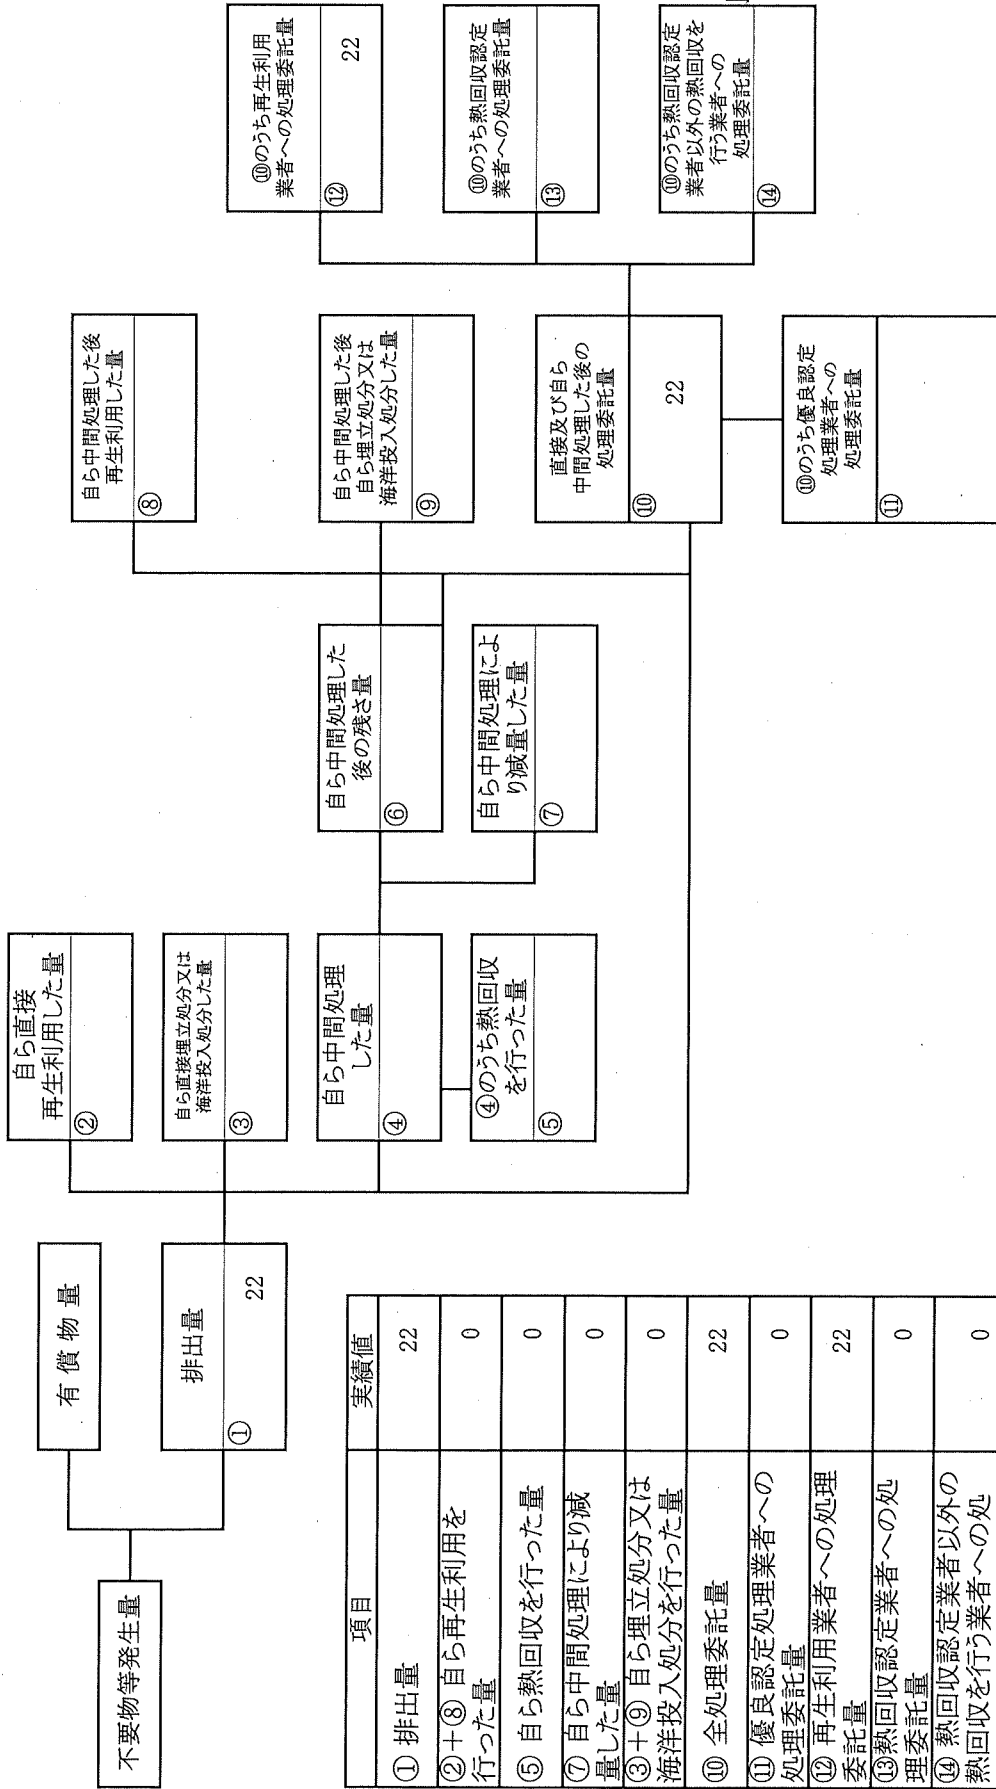 不要物等発生量
有 償 物 量
排出量
① 22
自ら直接
再生利用した量
②
自ら直接埋立処分又は
海洋投入処分した量
③
自ら中間処理
した量
④
④のうち熱回収
を行った量
⑤
自ら中間処理した
後の残さ量
⑥
自ら中間処理によ
り減量した量
⑦
自ら中間処理した後
再生利用した量
⑧
自ら中間処理した後
自ら埋立処分又は
海洋投入処分した量
⑨
直接及び自ら
中間処理した後の
処理委託量
⑩ 22
⑩のうち優良認定
処理業者への
処理委託量
⑪
⑩のうち再生利用
業者への処理委託量
⑫ 22
⑩のうち熱回収認定
業者への処理委託量
⑬
⑩のうち熱回収認定
業者以外の熱回収を
行う業者への
処理委託量
⑭
項目 実績値
① 排出量 22
②+⑧ 自ら再生利用を
行った量 0
⑤ 自ら熱回収を行った量 0
⑦ 自ら中間処理により減
量した量 0
③+⑨ 自ら埋立処分又は
海洋投入処分を行った量 0
⑩ 全処理委託量 22
⑪ 優良認定処理業者への
処理委託量 0
⑫ 再生利用業者への処理
委託量 22
⑬熱回収認定業者への処
理委託量 0
⑭ 熱回収認定業者以外の
熱回収を行う業者への処 0